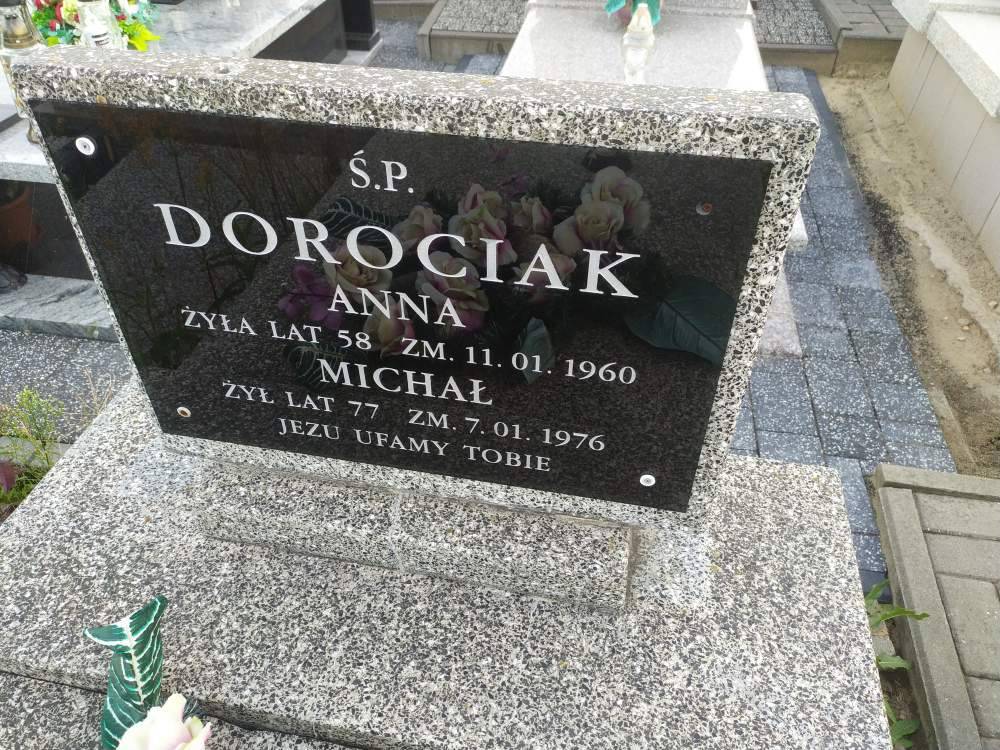 Ś.P.
DOROCIAK
ANNA
ŻYŁA LAT 58 ZM. 11. 01. 1960
MICHAŁ
ŻYŁ LAT 77 ZM. 7. 01. 1976
JEZU UFAMY TOBIE